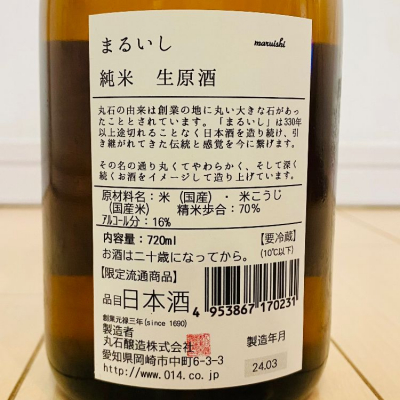 まるいし
maruishi
純米 生原酒
丸石の由来は創業の地に丸い大きな石があっ
たこととされています。「まるいし」は330年
以上途切れることなく日本酒を造り続け、引
き継がれてきた伝統と感覚を今に繋げます。
その名の通り丸くてやわらかく、そして深く
続くお酒をイメージして造り上げています。
原材料名：米（国産）・米こうじ
（国産米） 精米歩合：70%
アルコール分：16%
内容量：720ml
【要冷蔵】
お酒は二十歳になってから。
(10℃以下)
【限定流通商品】
品目 日本酒
4 953867 170231
創業元禄三年(since 1690)
製造者
丸石醸造株式会社
愛知県岡崎市中町6-3-3
http://www.014.co.jp
製造年月
24.03